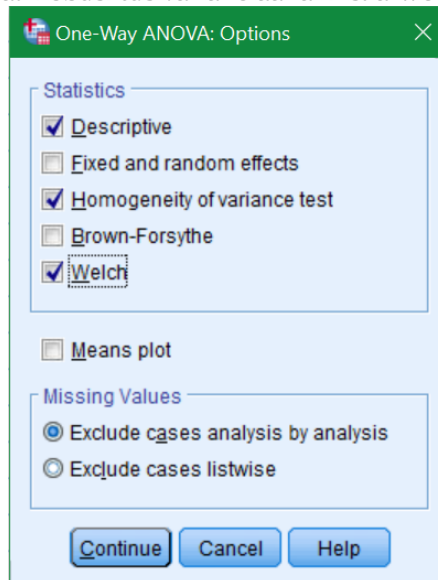 One-Way ANOVA: Options
Statistics
Descriptive
Fixed and random effects
Homogeneity of variance test
Brown-Forsythe
Welch
Means plot
Missing Values
Exclude cases analysis by analysis
Exclude cases listwise
Continue Cancel Help